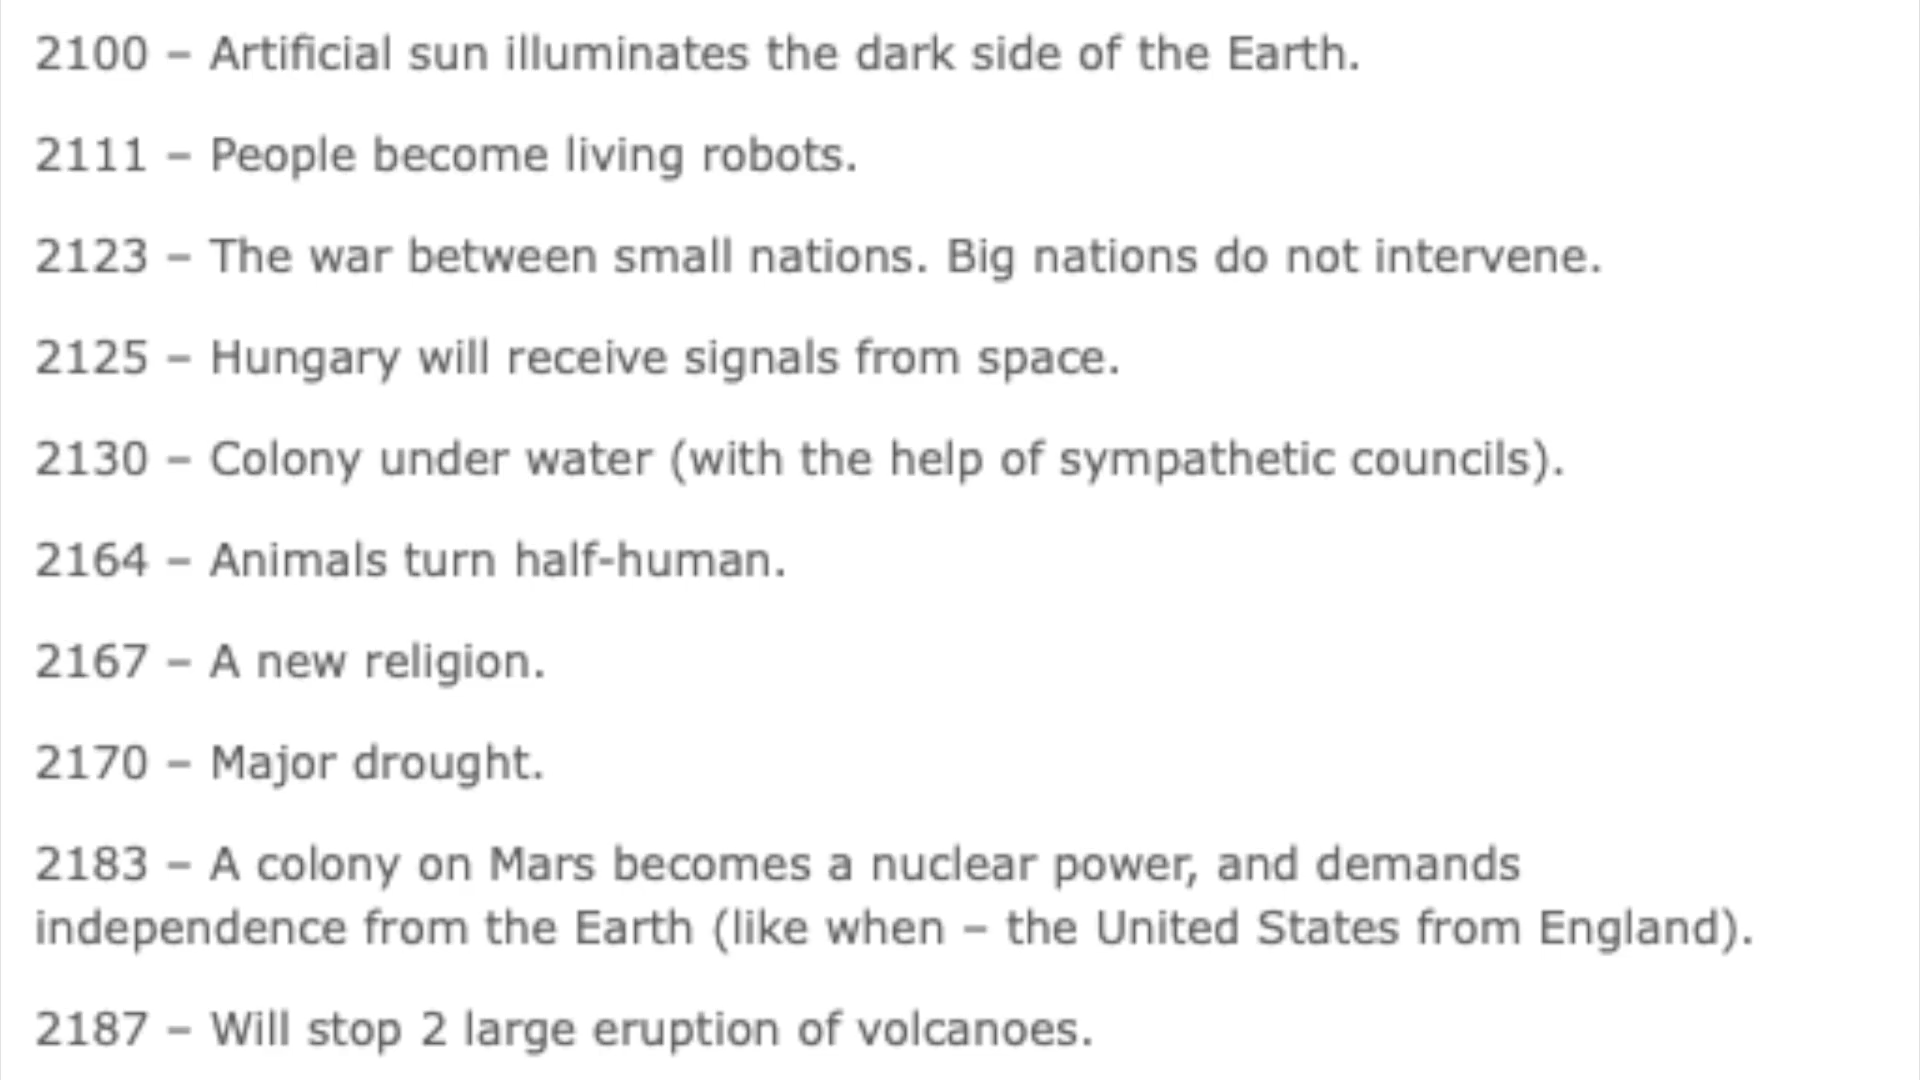 2100 – Artificial sun illuminates the dark side of the Earth.
2111 – People become living robots.
2123 – The war between small nations. Big nations do not intervene.
2125 – Hungary will receive signals from space.
2130 – Colony under water (with the help of sympathetic councils).
2164 – Animals turn half-human.
2167 – A new religion.
2170 – Major drought.
2183 – A colony on Mars becomes a nuclear power, and demands
independence from the Earth (like when – the United States from England).
2187 – Will stop 2 large eruption of volcanoes.